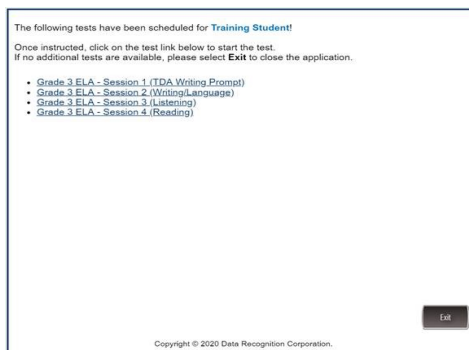 The following tests have been scheduled for Training Student!
Once instructed, click on the test link below to start the test.
If no additional tests are available, please select Exit to close the application.
Grade 3 ELA - Session 1 (TDA Writing Prompt)
Grade 3 ELA - Session 2 (Writing/Language)
Grade 3 ELA - Session 3 (Listening)
Grade 3 ELA - Session 4 (Reading)
Exit
Copyright © 2020 Data Recognition Corporation.